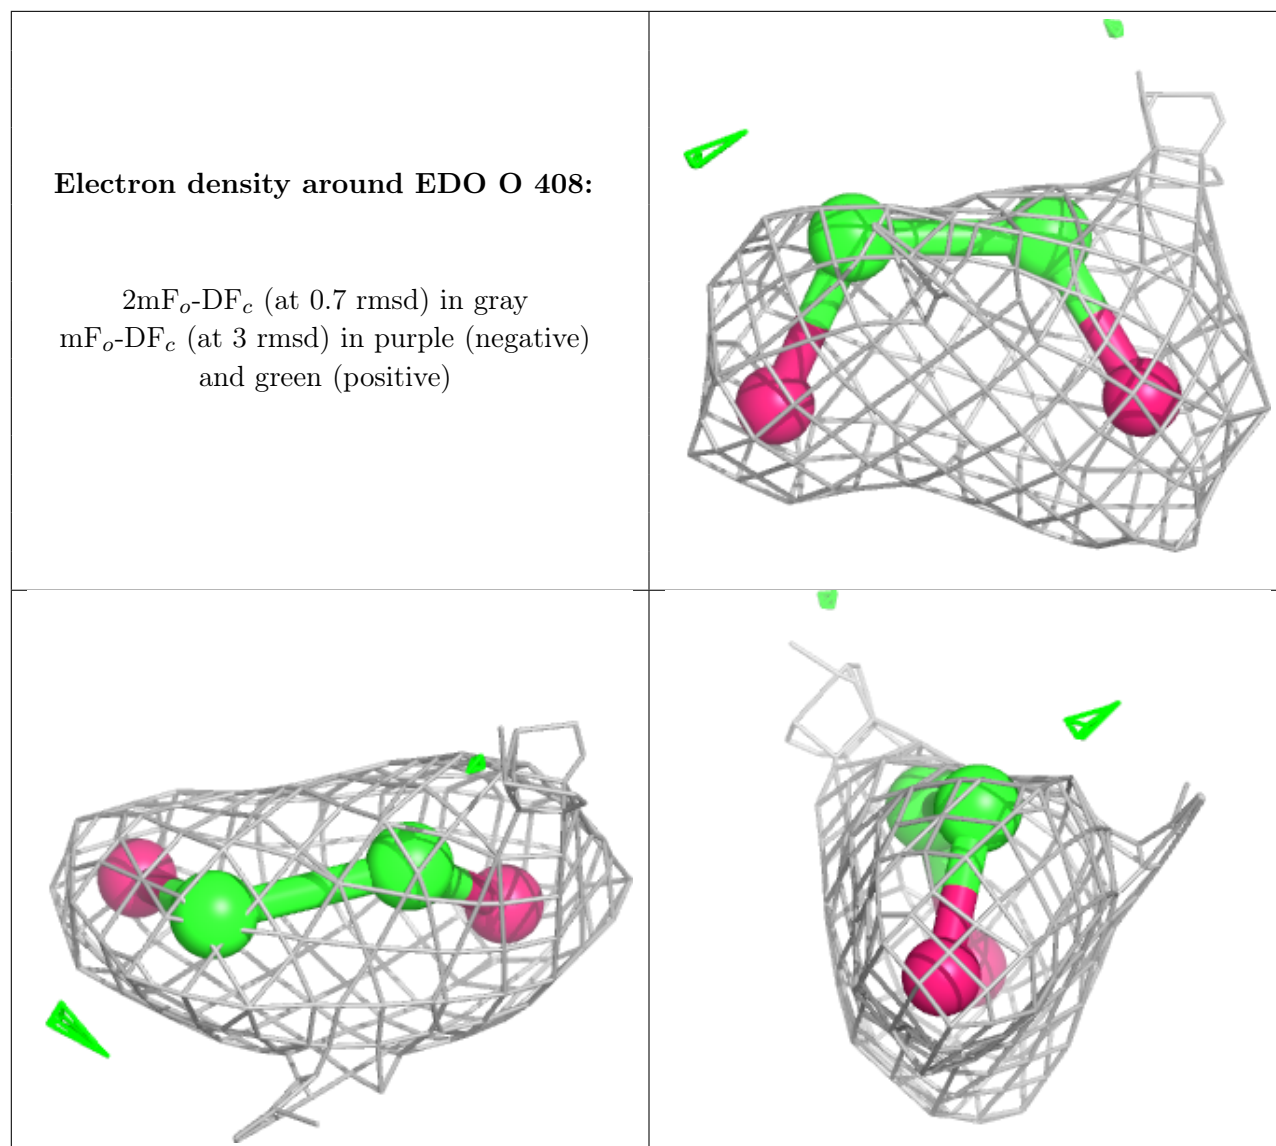 Electron density around EDO O 408:
2mFo-DFc (at 0.7 rmsd) in gray
mFo-DFc (at 3 rmsd) in purple (negative)
and green (positive)